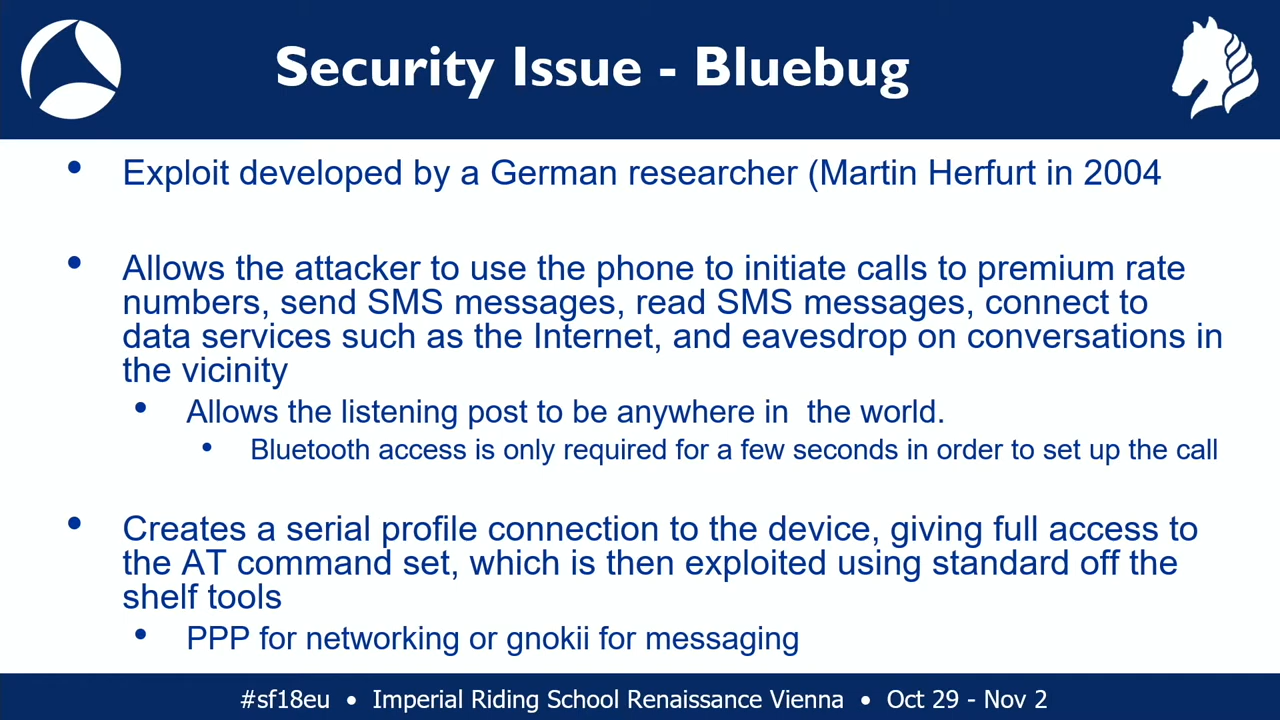 Security Issue - Bluebug
• Exploit developed by a German researcher (Martin Herfurt in 2004
• Allows the attacker to use the phone to initiate calls to premium rate
numbers, send SMS messages, read SMS messages, connect to
data services such as the Internet, and eavesdrop on conversations in
the vicinity
• Allows the listening post to be anywhere in  the world.
• Bluetooth access is only required for a few seconds in order to set up the call
• Creates a serial profile connection to the device, giving full access to
the AT command set, which is then exploited using standard off the
shelf tools
• PPP for networking or gnokii for messaging
#sf18eu • Imperial Riding School Renaissance Vienna • Oct 29 - Nov 2